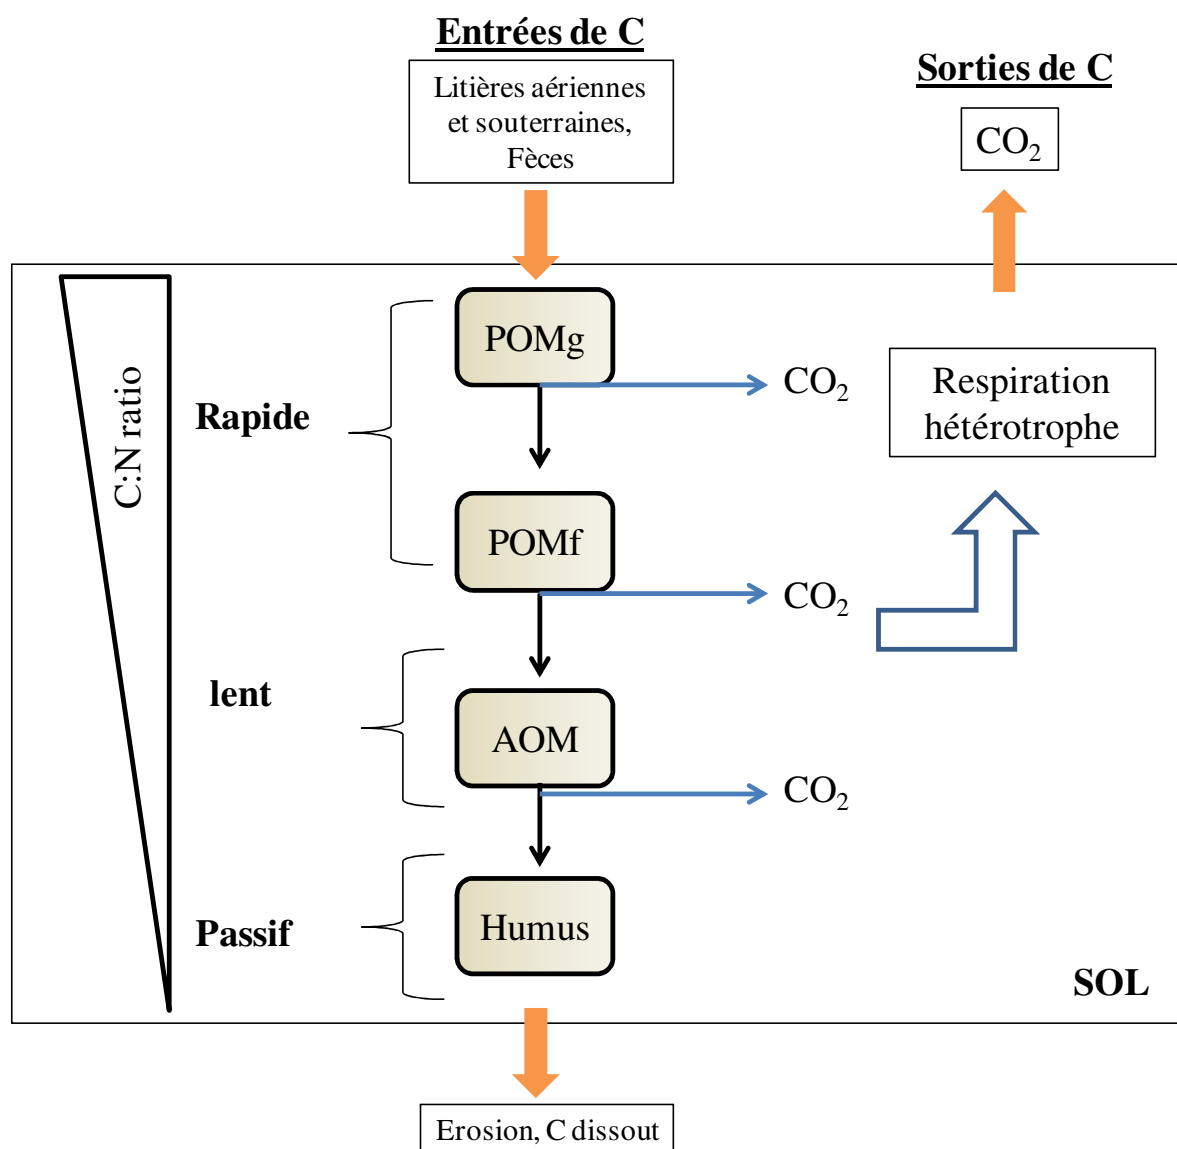 Entrées de C
Litières aériennes
et souterraines,
Fèces
Sorties de C
CO2
C:N ratio
Rapide
POMg
CO2
Respiration
hétérotrophe
POMf
CO2
lent
AOM
CO2
Passif
Humus
SOL
Erosion, C dissout